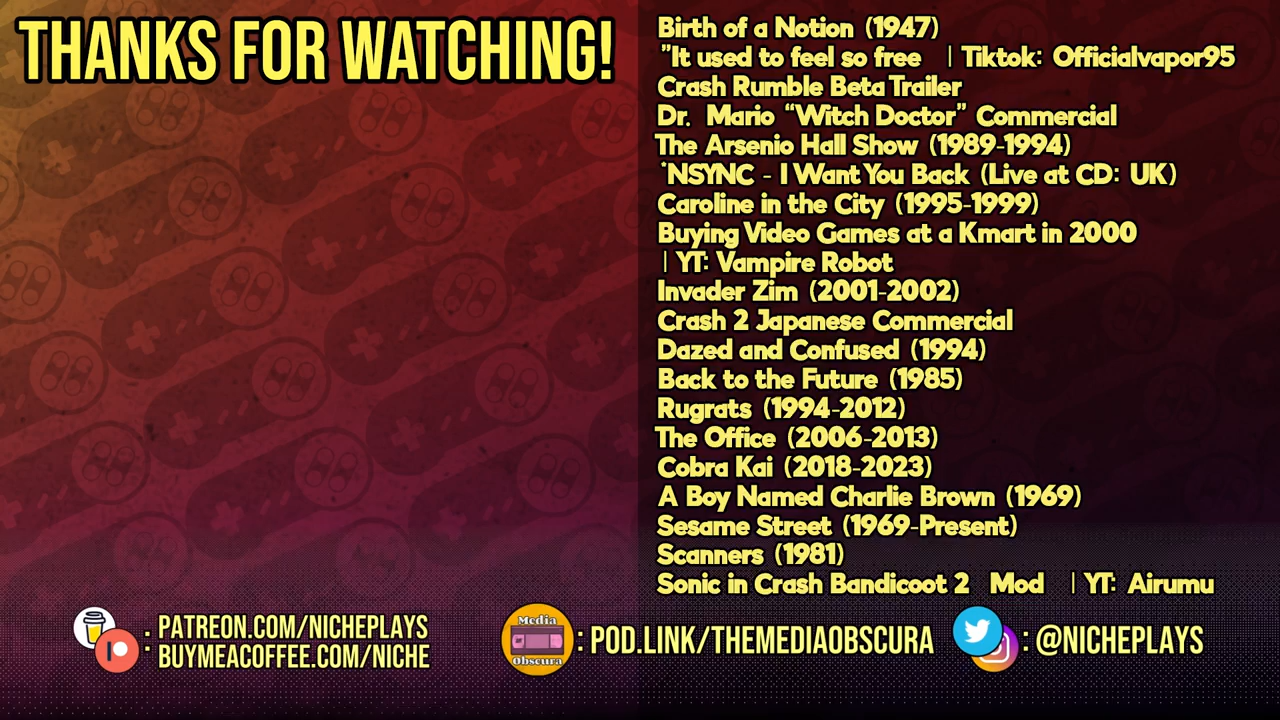 THANKS FOR WATCHING!
Birth of a Notion (1947)
"It used to feel so free | Tiktok: Officialvapor95
Crash Rumble Beta Trailer
Dr. Mario “Witch Doctor” Commercial
The Arsenio Hall Show (1989-1994)
*NSYNC - I Want You Back (Live at CD: UK)
Caroline in the City (1995-1999)
Buying Video Games at a Kmart in 2000
| YT: Vampire Robot
Invader Zim (2001-2002)
Crash 2 Japanese Commercial
Dazed and Confused (1994)
Back to the Future (1985)
Rugrats (1994-2012)
The Office (2006-2013)
Cobra Kai (2018-2023)
A Boy Named Charlie Brown (1969)
Sesame Street (1969-Present)
Scanners (1981)
Sonic in Crash Bandicoot 2 Mod | YT: Airumu
: PATREON.COM/NICHEPLAYS
BUYMEACOFFEE.COM/NICHE
Media
Obscura
: POD.LINK/THEMEDIAOBSCURA
: @NICHEPLAYS